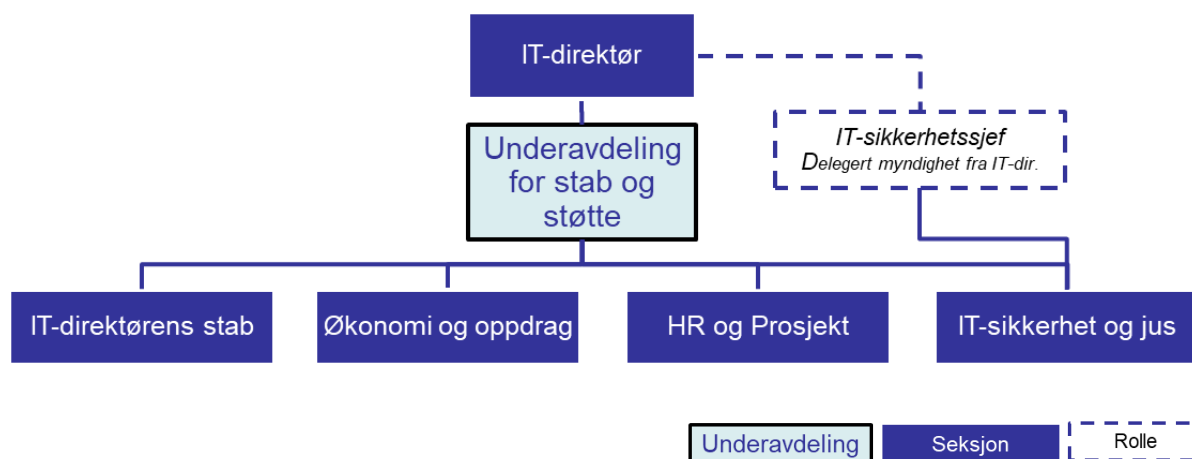 IT-direktør
Underavdeling
for stab og
støtte
IT-sikkerhetssjef
Delegert myndighet fra IT-dir.
IT-direktørens stab
Økonomi og oppdrag
HR og Prosjekt
IT-sikkerhet og jus
Underavdeling
Seksjon
Rolle